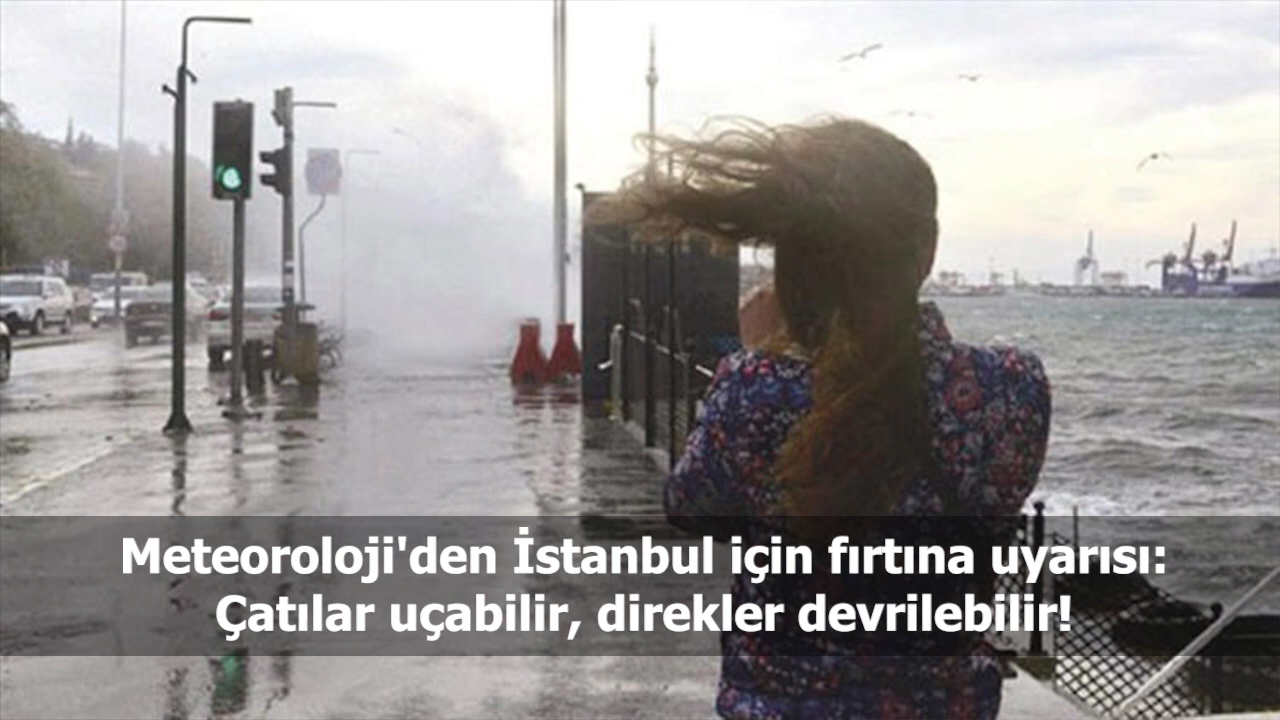 Meteoroloji'den İstanbul için fırtına uyarısı:
Çatılar uçabilir, direkler devrilebilir!